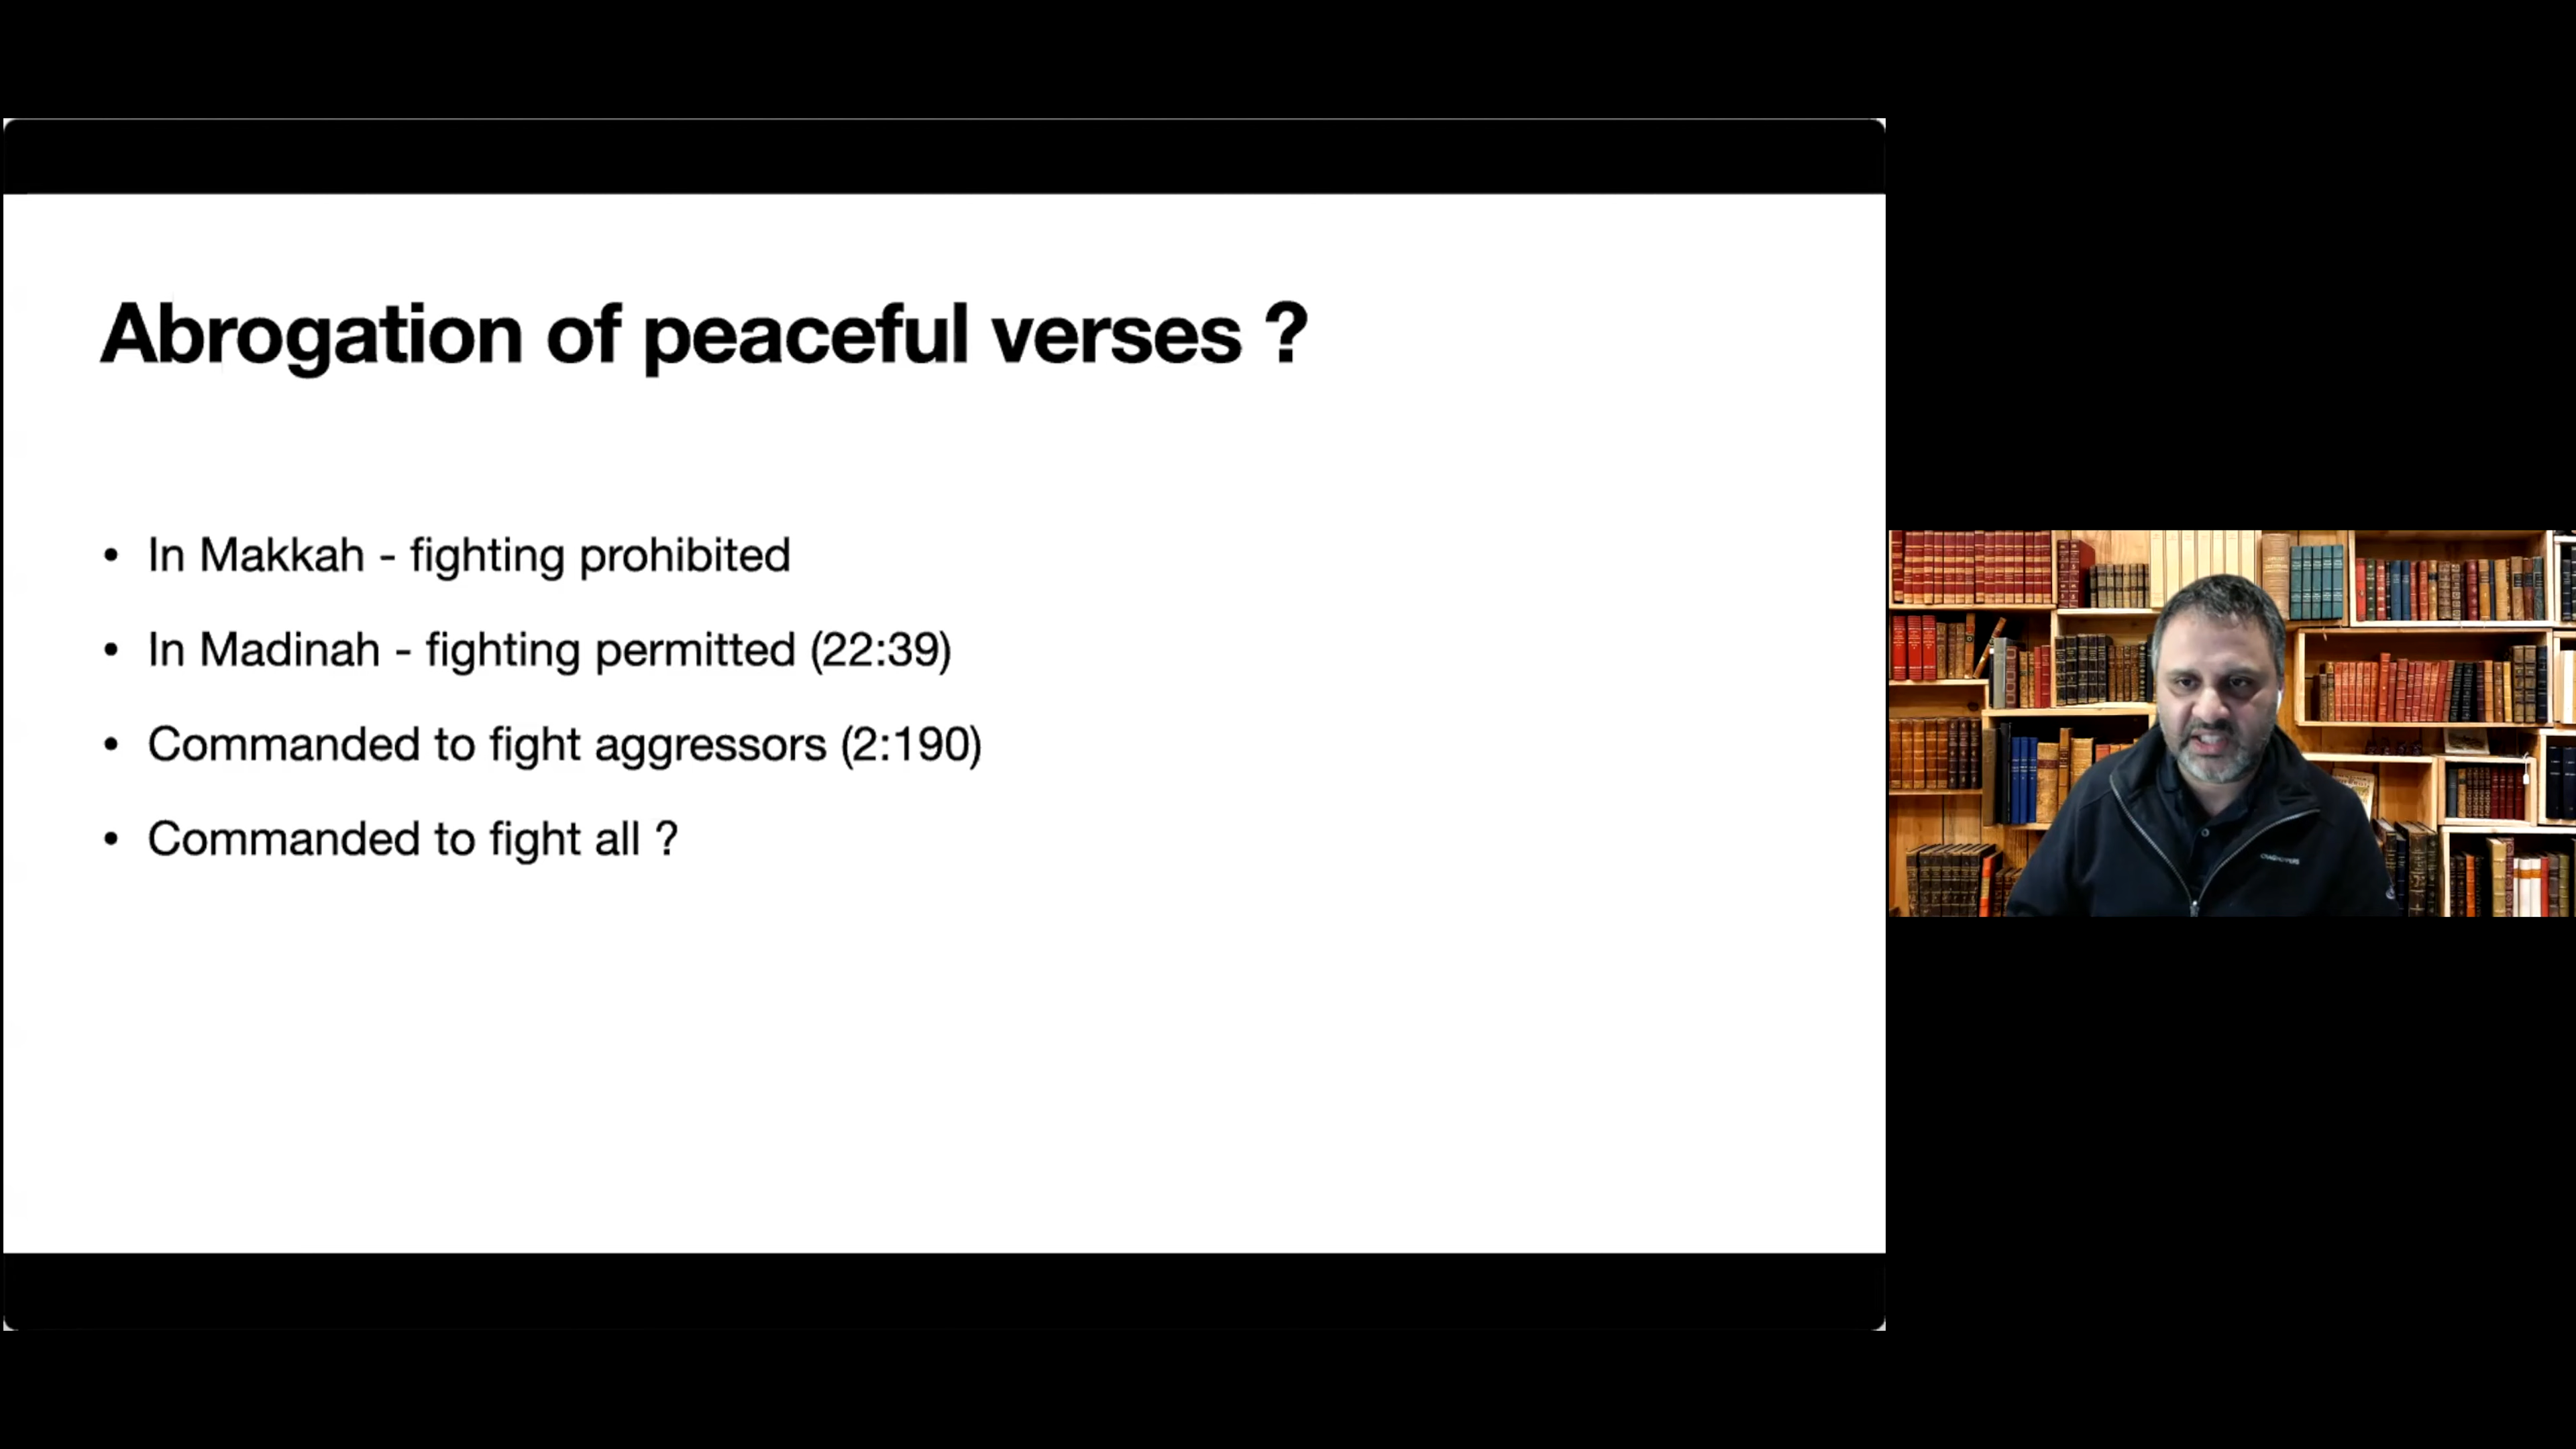 Abrogation of peaceful verses ?
• In Makkah - fighting prohibited
• In Madinah - fighting permitted (22:39)
• Commanded to fight aggressors (2:190)
• Commanded to fight all ?